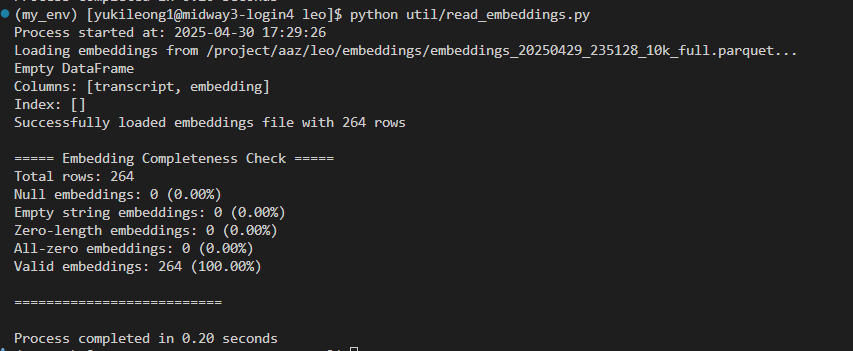 (my_env) [yukileong1@midway3-login4 leo]$ python util/read_embeddings.py
Process started at: 2025-04-30 17:29:26
Loading embeddings from /project/aaz/leo/embeddings/embeddings_20250429_235128_10k_full.parquet...
Empty DataFrame
Columns: [transcript, embedding]
Index: []
Successfully loaded embeddings file with 264 rows
===== Embedding Completeness Check =====
Total rows: 264
Null embeddings: 0 (0.00%)
Empty string embeddings: 0 (0.00%)
Zero-length embeddings: 0 (0.00%)
All-zero embeddings: 0 (0.00%)
Valid embeddings: 264 (100.00%)
==========================
Process completed in 0.20 seconds